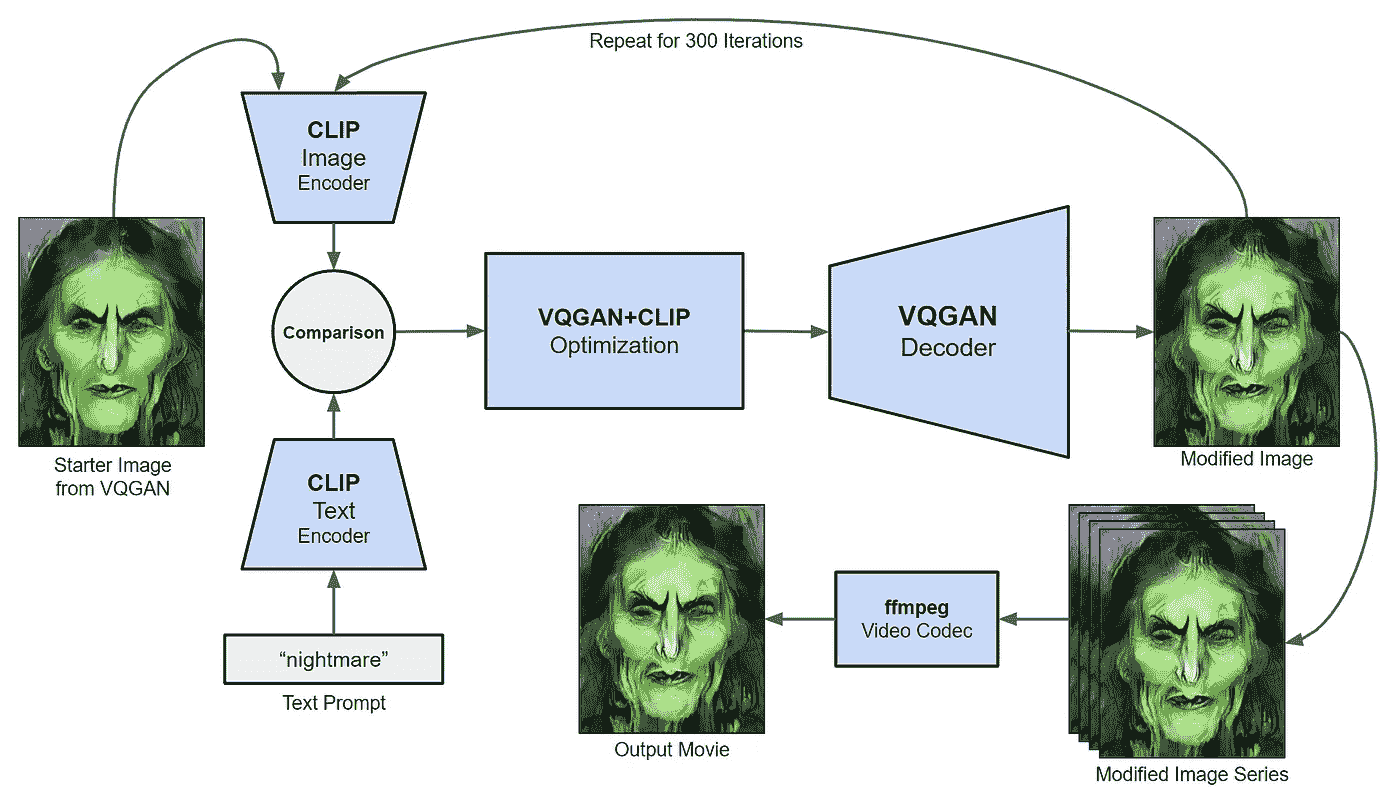 Repeat for 300 Iterations
CLIP
Image
Encoder
Comparison
VQGAN+CLIP
Optimization
VQGAN
Decoder
Starter Image
from VQGAN
Modified Image
CLIP
Text
Encoder
“nightmare”
Text Prompt
ffmpeg
Video Codec
Output Movie
Modified Image Series